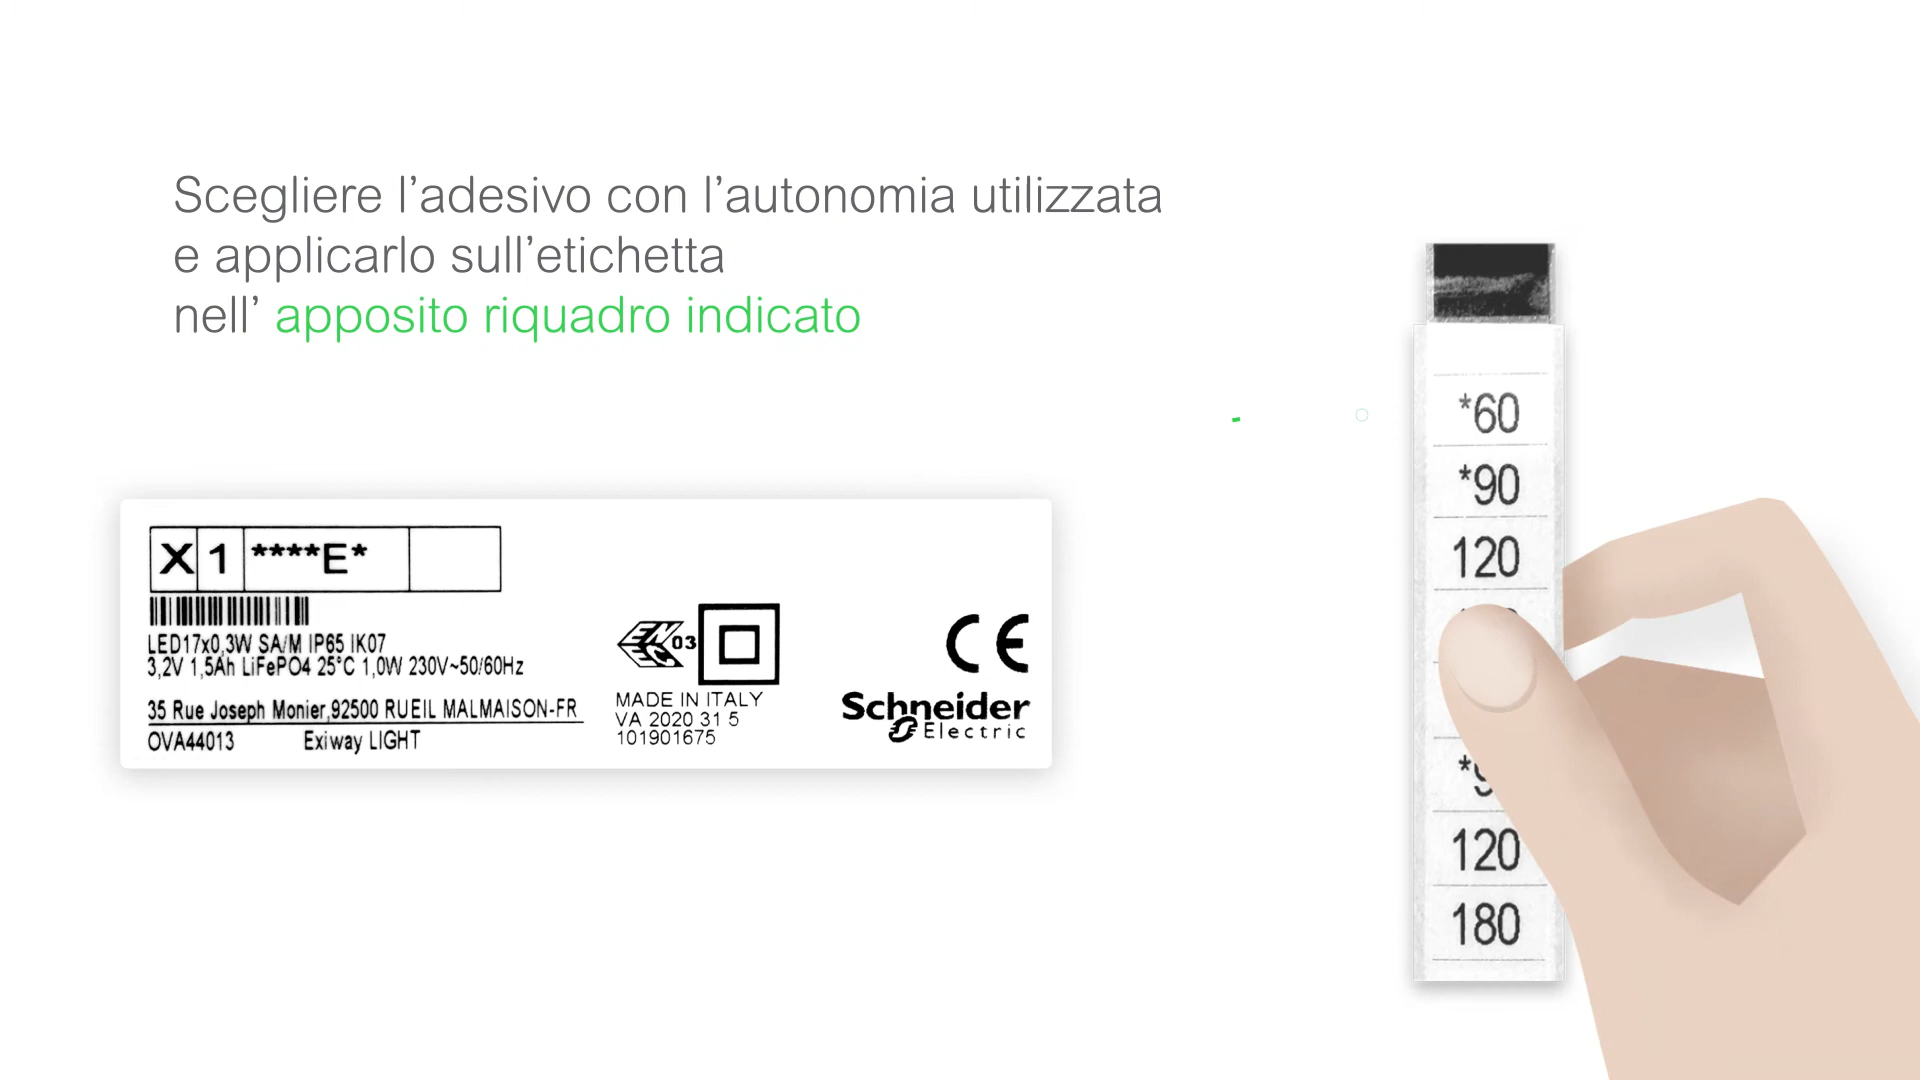 Scegliere l’adesivo con l’autonomia utilizzata
e applicarlo sull’etichetta
nell’ apposito riquadro indicato
X 1 ****E*
LED17x0,3W SA/M IP65 IK07
3,2V 1,5Ah LiFePO4 25°C 1,0W 230V~50/60Hz
35 Rue Joseph Monier,92500 RUEIL MALMAISON-FR
OVA44013 Exiway LIGHT
03
MADE IN ITALY
VA 2020 31 5
101901675
CE
Schneider
Electric
*60
*90
120
120
180